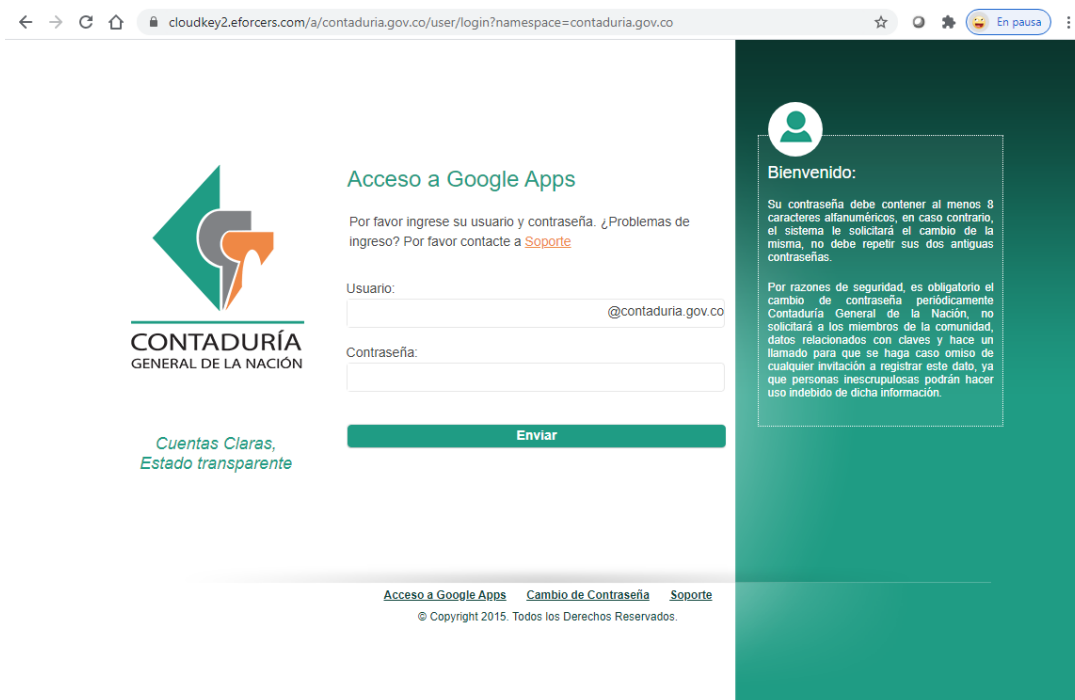 cloudkey2.eforcers.com/a/contaduria.gov.co/user/login?namespace=contaduria.gov.co
En pausa
CONTADURÍA
GENERAL DE LA NACIÓN
Cuentas Claras,
Estado transparente
Acceso a Google Apps
Por favor ingrese su usuario y contraseña. ¿Problemas de
ingreso? Por favor contacte a Soporte
Usuario:
@contaduria.gov.co
Contraseña:
Enviar
Bienvenido:
Su contraseña debe contener al menos 8
caracteres alfanuméricos, en caso contrario,
el sistema le solicitará el cambio de la
misma, no debe repetir sus dos antiguas
contraseñas.
Por razones de seguridad, es obligatorio el
cambio de contraseña periódicamente
Contaduría General de la Nación, no
solicitará a los miembros de la comunidad,
datos relacionados con claves y hace un
llamado para que se haga caso omiso de
cualquier invitación a registrar este dato, ya
que personas inescrupulosas podrán hacer
uso indebido de dicha información.
Acceso a Google Apps Cambio de Contraseña Soporte
© Copyright 2015. Todos los Derechos Reservados.